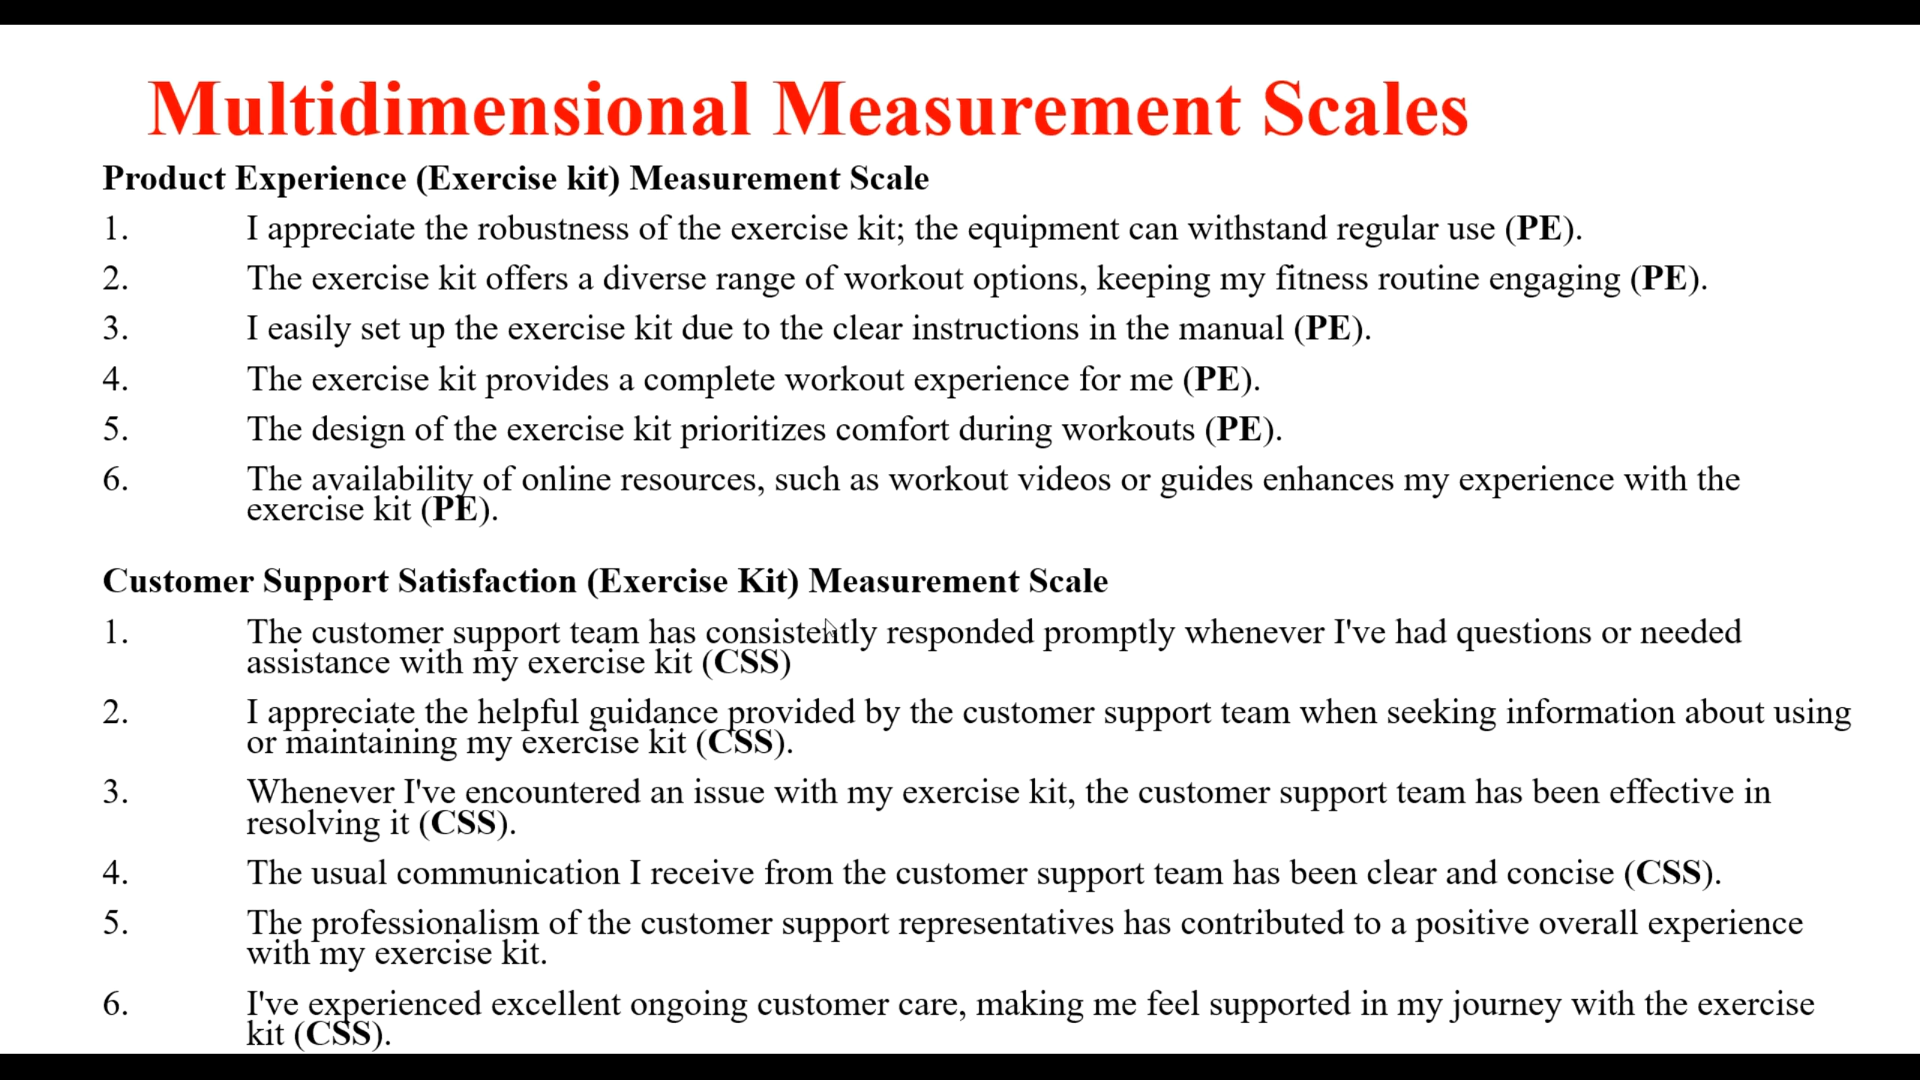 Multidimensional Measurement Scales
Product Experience (Exercise kit) Measurement Scale
1. I appreciate the robustness of the exercise kit; the equipment can withstand regular use (PE).
2. The exercise kit offers a diverse range of workout options, keeping my fitness routine engaging (PE).
3. I easily set up the exercise kit due to the clear instructions in the manual (PE).
4. The exercise kit provides a complete workout experience for me (PE).
5. The design of the exercise kit prioritizes comfort during workouts (PE).
6. The availability of online resources, such as workout videos or guides enhances my experience with the
exercise kit (PE).
Customer Support Satisfaction (Exercise Kit) Measurement Scale
1. The customer support team has consistently responded promptly whenever I've had questions or needed
assistance with my exercise kit (CSS)
2. I appreciate the helpful guidance provided by the customer support team when seeking information about using
or maintaining my exercise kit (CSS).
3. Whenever I've encountered an issue with my exercise kit, the customer support team has been effective in
resolving it (CSS).
4. The usual communication I receive from the customer support team has been clear and concise (CSS).
5. The professionalism of the customer support representatives has contributed to a positive overall experience
with my exercise kit.
6. I've experienced excellent ongoing customer care, making me feel supported in my journey with the exercise
kit (CSS).